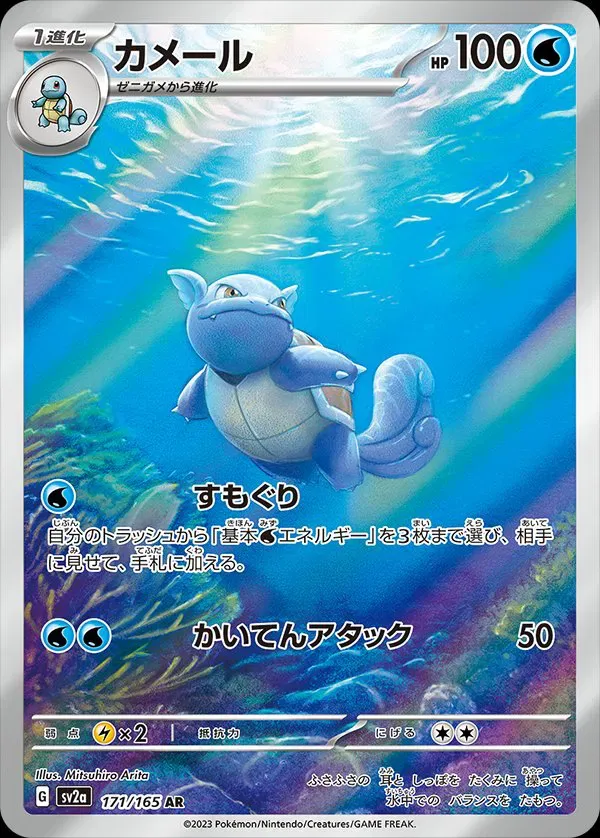 1進化
カメール
HP 100
ゼニガメから進化
すもぐり
自分のトラッシュから「基本エネルギー」を3枚まで選び、相手
に見せて、手札に加える。
かいてんアタック 50
弱点 ×2 抵抗力 にげる
Illus. Mitsuhiro Arita
G sv2a 171/165 AR
ふさふさの 耳と しっぽを たくみに 操って
水中での バランスを たもつ。
©2023 Pokémon/Nintendo/Creatures/GAME FREAK.